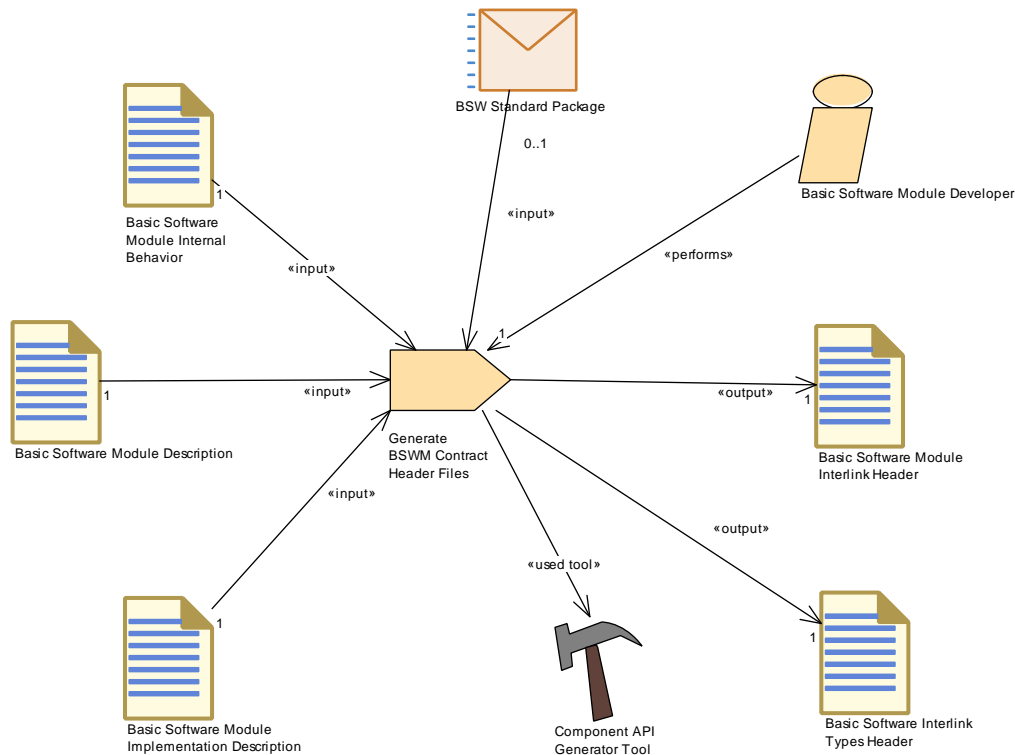 BSW Standard Package
0..1
«input»
Basic Software Module Developer
«performs»
1
1
Basic Software
Module Internal
Behavior
«input»
1
Basic Software Module Description
«input»
Generate
BSWM Contract
Header Files
«output»
1
Basic Software Module
Interlink Header
«input»
1
Basic Software Module
Implementation Description
«used tool»
Component API
Generator Tool
«output»
1
Basic Software Interlink
Types Header